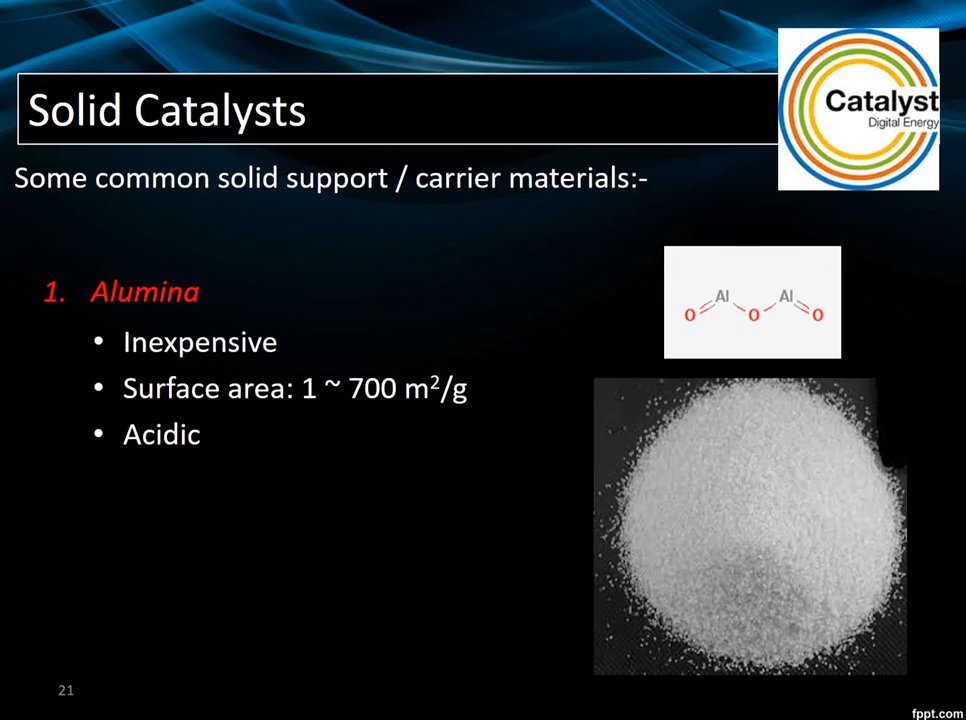 Solid Catalysts
Catalyst
Digital Energy
Some common solid support / carrier materials:-
1. Alumina
• Inexpensive
• Surface area: 1 ~ 700 m²/g
• Acidic
Al Al
O O O
21
fppt.com